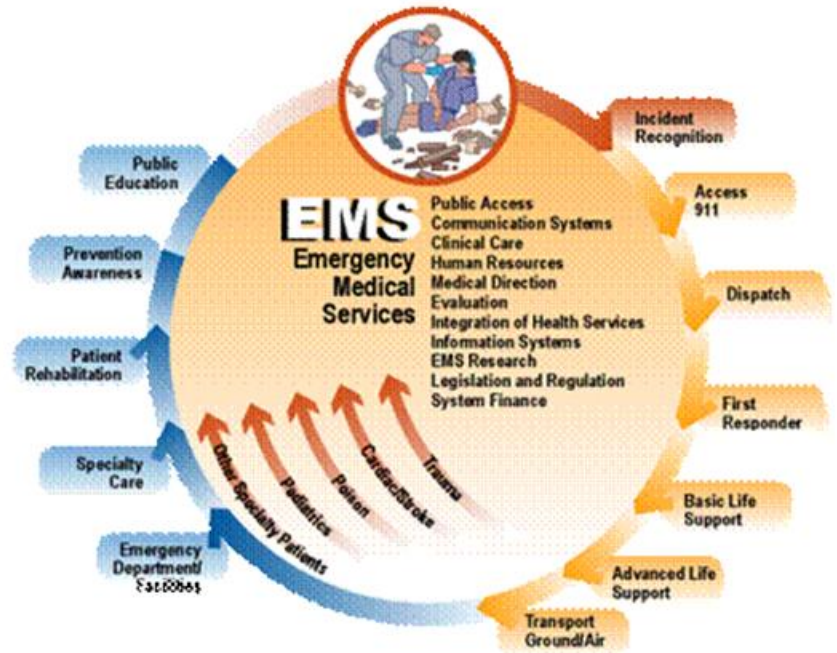 EMS
Emergency
Medical
Services
Public Access
Communication Systems
Clinical Care
Human Resources
Medical Direction
Evaluation
Integration of Health Services
Information Systems
EMS Research
Legislation and Regulation
System Finance
Incident
Recognition
Access
911
Dispatch
First
Responder
Basic Life
Support
Advanced Life
Support
Transport
Ground/Air
Emergency
Department/
Facilities
Specialty
Care
Patient
Rehabilitation
Prevention
Awareness
Public
Education
Other Specialty Patients
Pediatrics
Poison
Cardiac/Stroke
Trauma